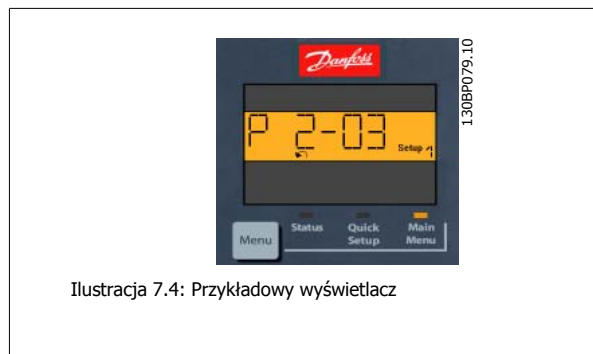 Danfoss
130BP079.10
P 2-03
Setup 1
Menu
Status
Quick Setup
Main Menu
Ilustracja 7.4: Przykładowy wyświetlacz